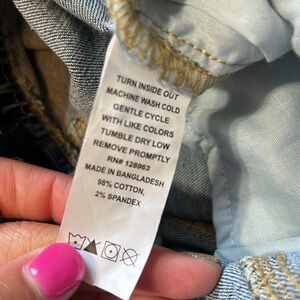 TURN INSIDE OUT
MACHINE WASH COLD
GENTLE CYCLE
WITH LIKE COLORS
TUMBLE DRY LOW
REMOVE PROMPTLY
RN# 128963
MADE IN BANGLADESH
98% COTTON,
2% SPANDEX